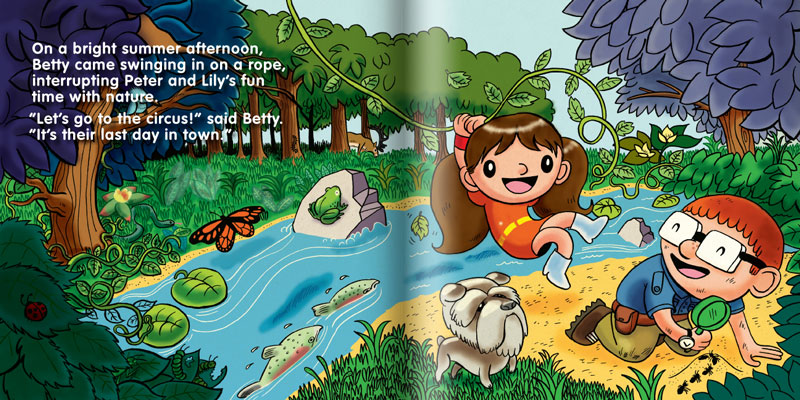 On a bright summer afternoon,
Betty came swinging in on a rope,
interrupting Peter and Lily's fun
time with nature.
"Let's go to the circus!" said Betty.
"It's their last day in town!"